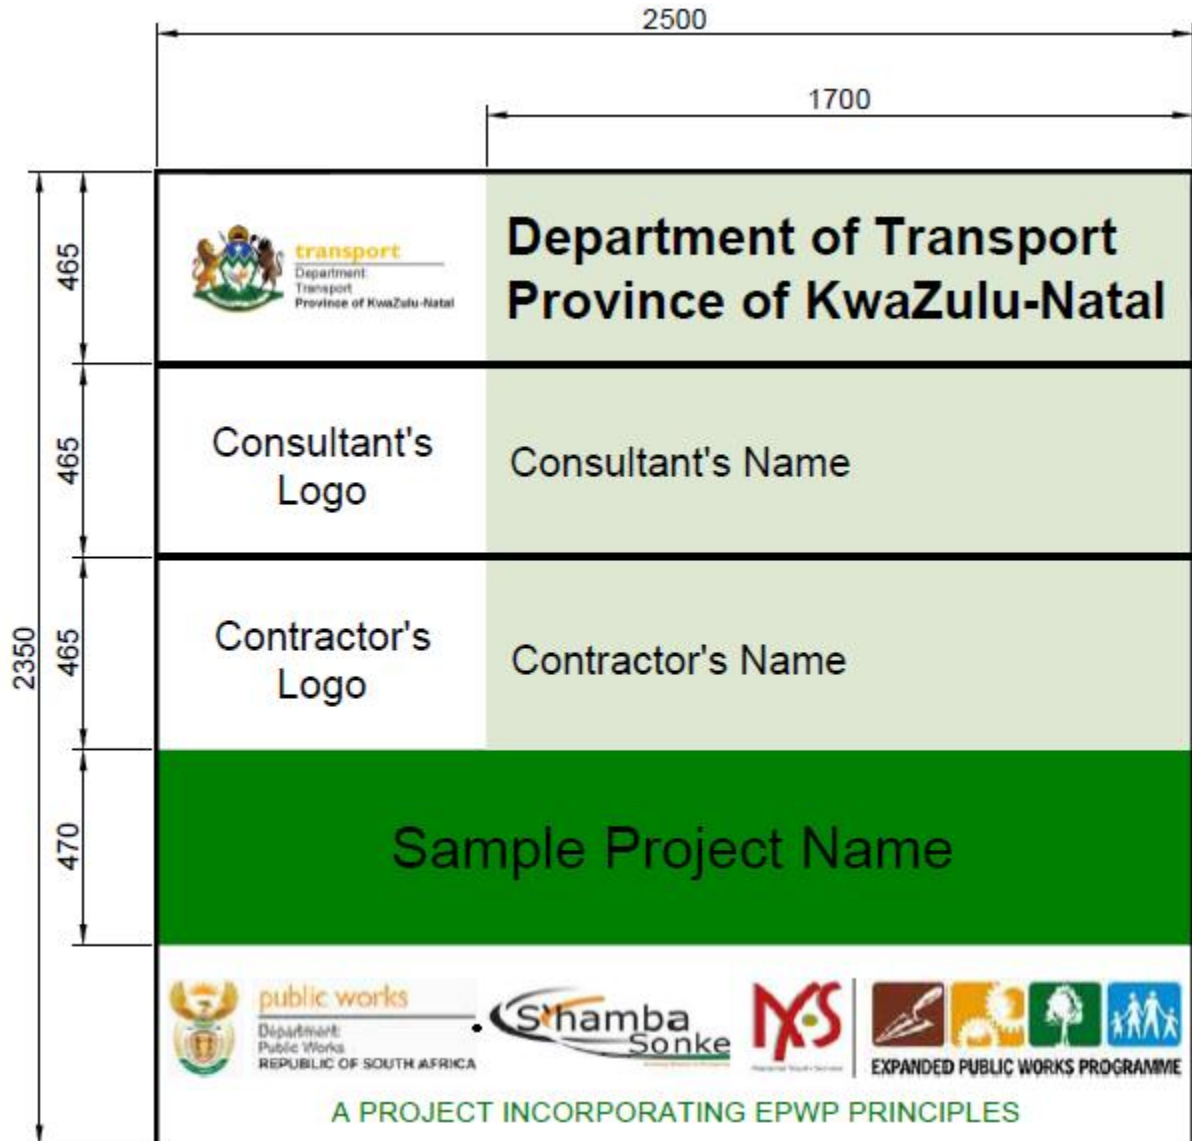 2500
1700
465
transport
Department:
Transport
Province of KwaZulu-Natal
Department of Transport
Province of KwaZulu-Natal
465
Consultant's
Logo
Consultant's Name
2350
465
Contractor's
Logo
Contractor's Name
470
Sample Project Name
public works
Department:
Public Works
REPUBLIC OF SOUTH AFRICA
S'hamba
Sonke
NYS
EXPANDED PUBLIC WORKS PROGRAMME
A PROJECT INCORPORATING EPWP PRINCIPLES